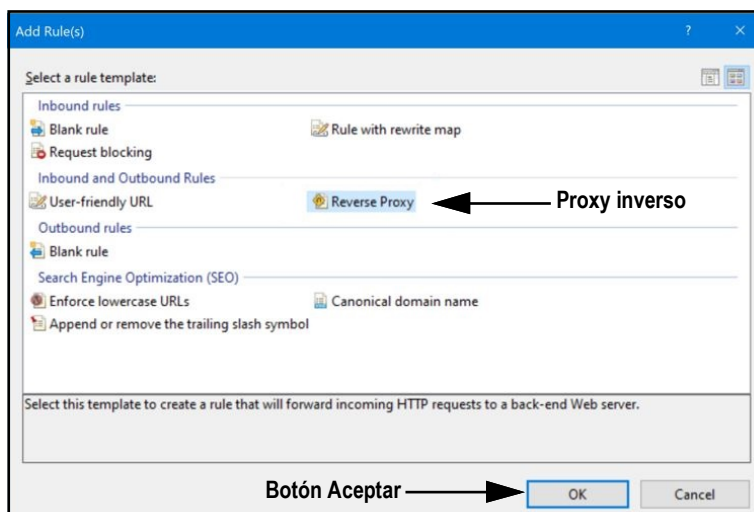 Add Rule(s)
Select a rule template:
Inbound rules
Blank rule Rule with rewrite map
Request blocking
Inbound and Outbound Rules
User-friendly URL Reverse Proxy Proxy inverso
Outbound rules
Blank rule
Search Engine Optimization (SEO)
Enforce lowercase URLs Canonical domain name
Append or remove the trailing slash symbol
Select this template to create a rule that will forward incoming HTTP requests to a back-end Web server.
Botón Aceptar OK Cancel